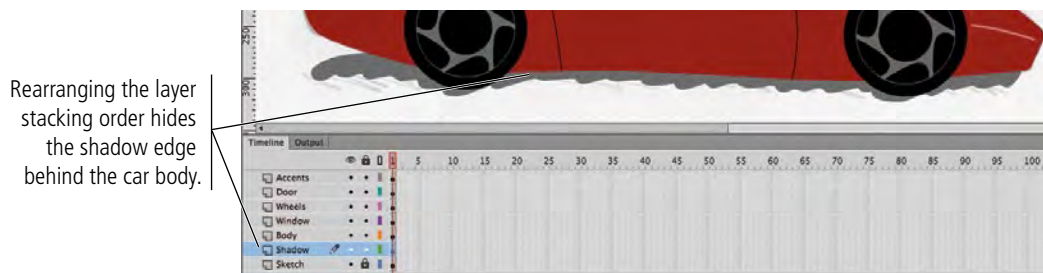 Rearranging the layer
stacking order hides
the shadow edge
behind the car body.
250
300
Timeline Output
1 5 10 15 20 25 30 35 40 45 50 55 60 65 70 75 80 85 90 95 100
Accents
Door
Wheels
Window
Body
Shadow
Sketch